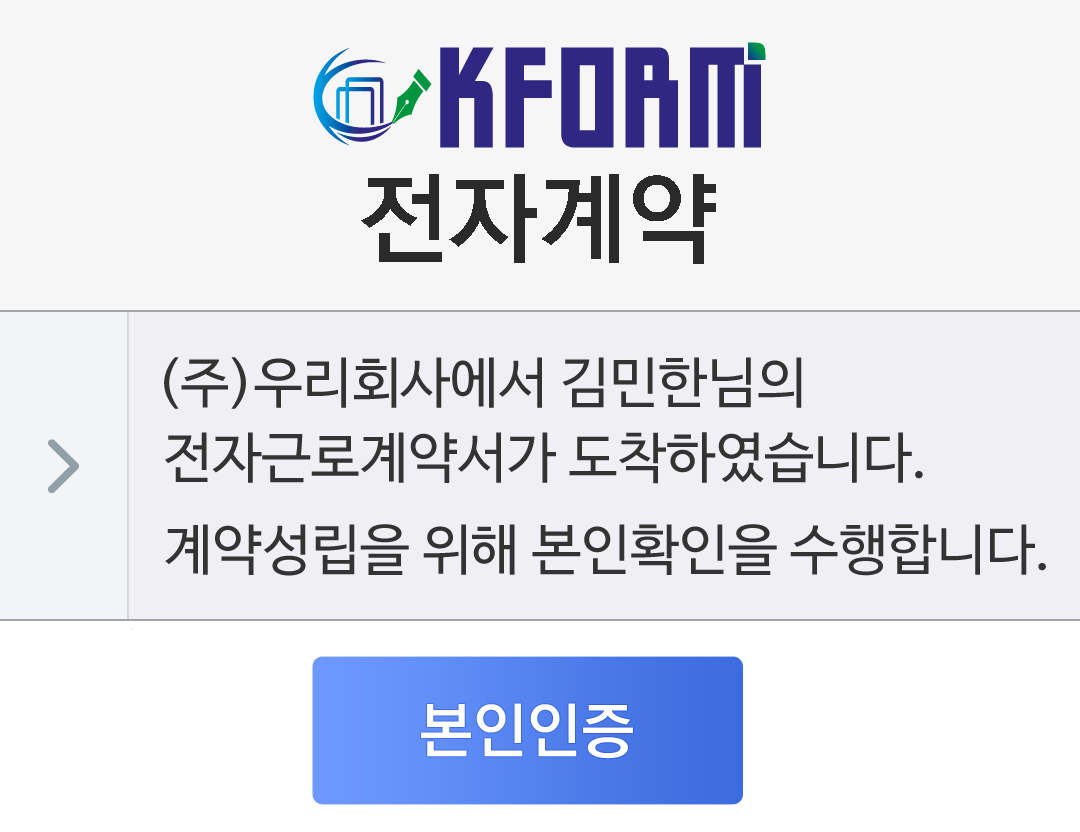 KFORM
전자계약
(주)우리회사에서 김민한님의
전자근로계약서가 도착하였습니다.
계약성립을 위해 본인확인을 수행합니다.
본인인증